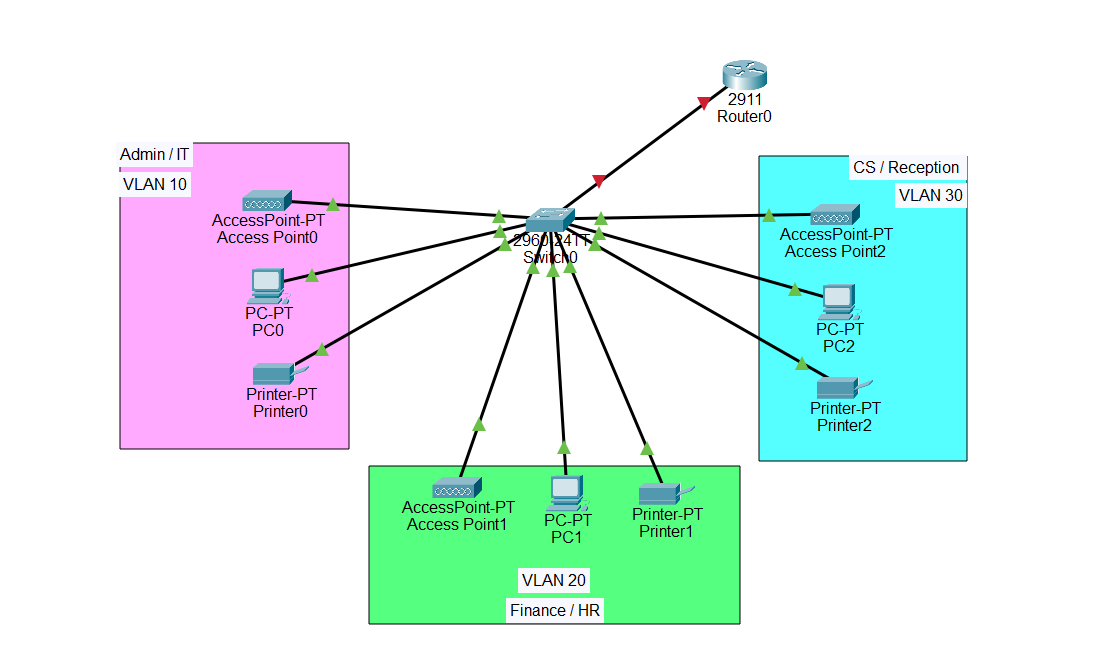 2911
Router0
Admin / IT
VLAN 10
AccessPoint-PT
Access Point0
PC-PT
PC0
Printer-PT
Printer0
2960-24TT
Switch0
CS / Reception
VLAN 30
AccessPoint-PT
Access Point2
PC-PT
PC2
Printer-PT
Printer2
AccessPoint-PT
Access Point1
PC-PT
PC1
Printer-PT
Printer1
VLAN 20
Finance / HR